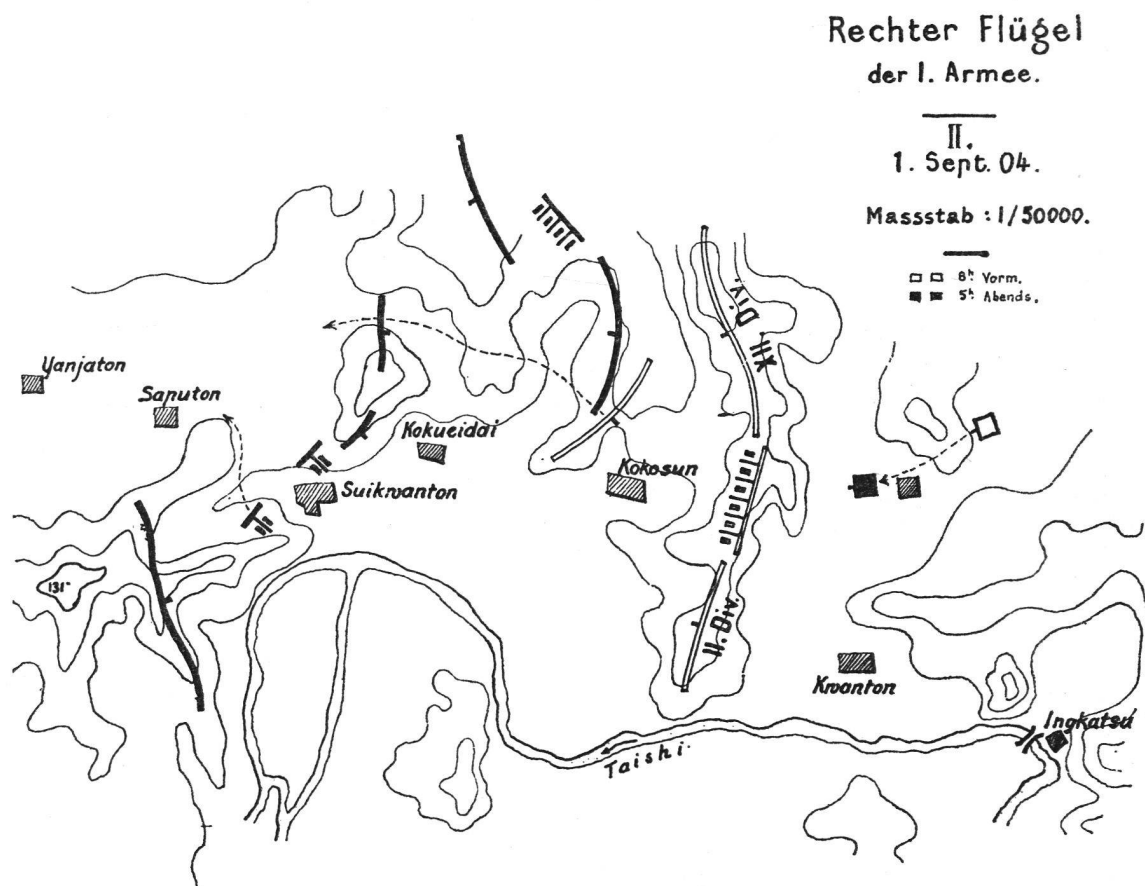 Rechter Flügel
der I. Armee.
II.
1. Sept. 04.
Massstab : 1/50000.
8ʰ Vorm.
5ʰ Abends.
XII. Div.
Yanjaton
Saputon
Kokueidai
Kokosun
Suikwanton
131
II. Div.
Kwanton
Ingkatsu
Taishi